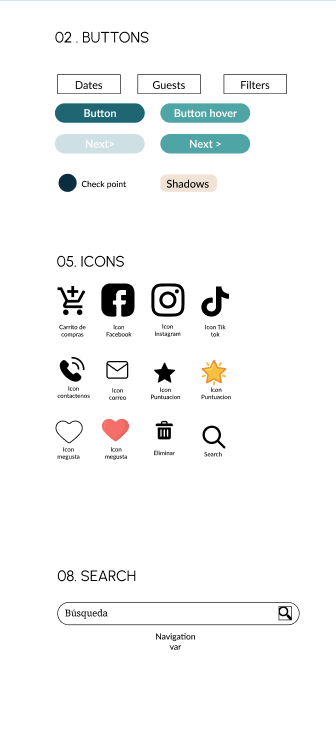 02 . BUTTONS
Dates
Guests
Filters
Button
Button hover
Next>
Next >
Check point
Shadows
05. ICONS
Carrito de
compras
Icon
Facebook
Icon
Instagram
Icon Tik
tok
Icon
contactenos
Icon
correo
Icon
Puntuacion
Icon
Puntuacion
Icon
megusta
Icon
megusta
Eliminar
Search
08. SEARCH
Búsqueda
Navigation
var